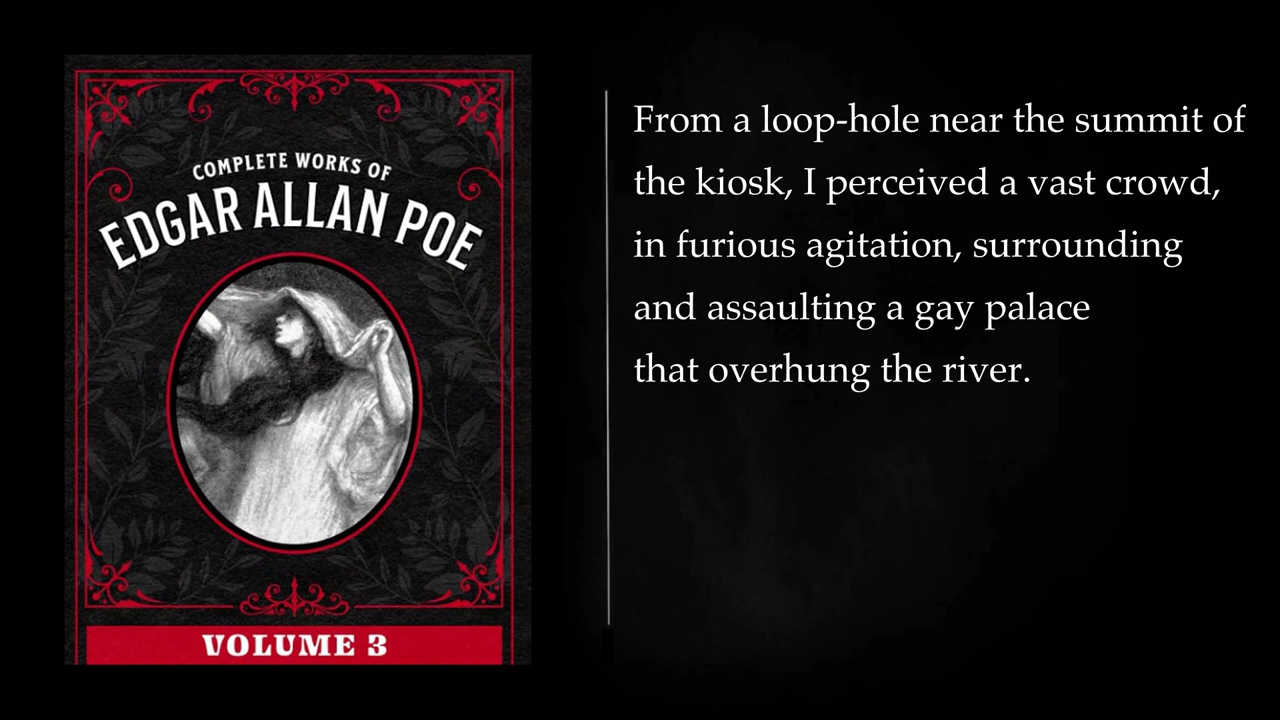 COMPLETE WORKS OF
EDGAR ALLAN POE
VOLUME 3
From a loop-hole near the summit of
the kiosk, I perceived a vast crowd,
in furious agitation, surrounding
and assaulting a gay palace
that overhung the river.